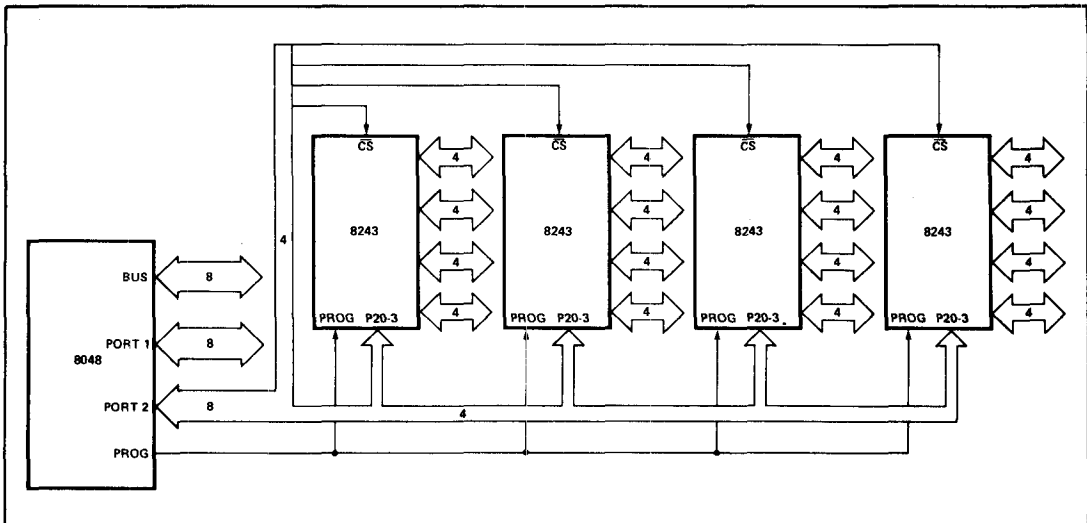 CS CS CS CS
4 4 4 4
4 4 4 4
8243 8243 8243 8243
4
4 4 4 4
BUS 8
PROG P20-3 PROG P20-3 PROG P20-3 PROG P20-3
4 4 4 4
PORT 1 8
8048
PORT 2 8 4
PROG